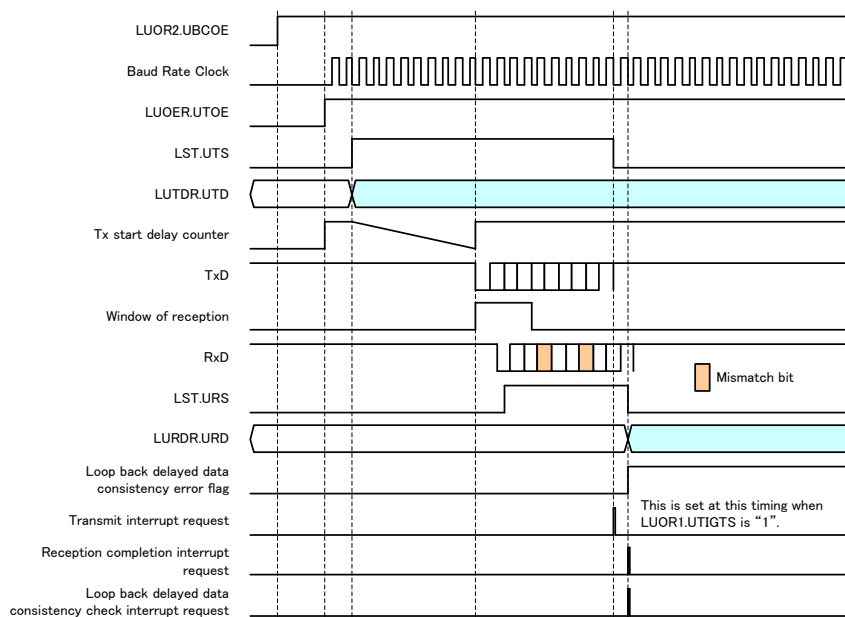 LUOR2.UBCOE
Baud Rate Clock
LUOER.UTOE
LST.UTS
LUTDR.UTD
Tx start delay counter
TxD
Window of reception
RxD
Mismatch bit
LST.URS
LURDR.URD
Loop back delayed data
consistency error flag
This is set at this timing when
LUOR1.UTIGTS is “1”.
Transmit interrupt request
Reception completion interrupt
request
Loop back delayed data
consistency check interrupt request